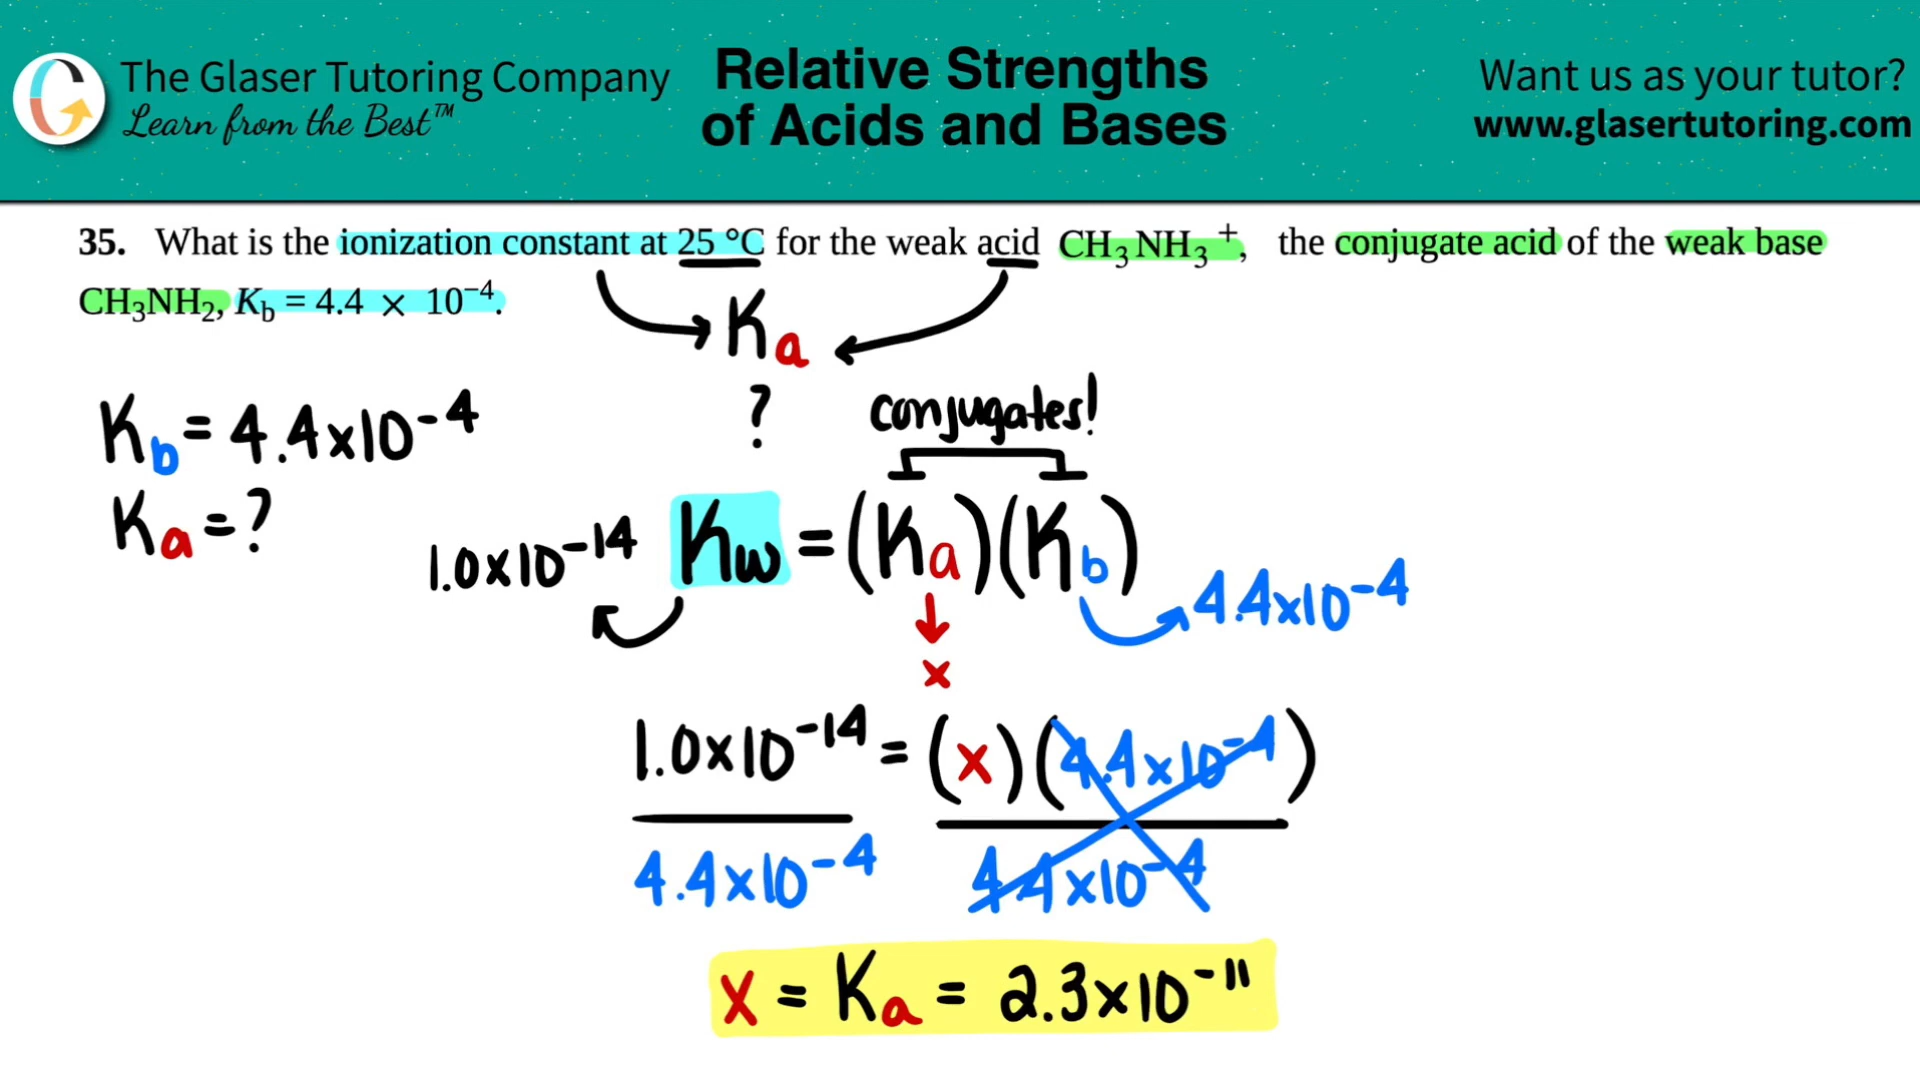 The Glaser Tutoring Company
Learn from the Best™
Relative Strengths
of Acids and Bases
Want us as your tutor?
www.glasertutoring.com
35. What is the ionization constant at 25 °C for the weak acid CH₃NH₃⁺, the conjugate acid of the weak base
CH₃NH₂, K_b = 4.4 × 10⁻⁴.
Ka
?
Kb = 4.4x10⁻⁴
Ka = ?
conjugates!
1.0x10⁻¹⁴ Kw = (Ka)(Kb)
4.4x10⁻⁴
x
1.0x10⁻¹⁴ = (x)(4.4x10⁻⁴)
4.4x10⁻⁴ 4.4x10⁻⁴
x = Ka = 2.3x10⁻¹¹